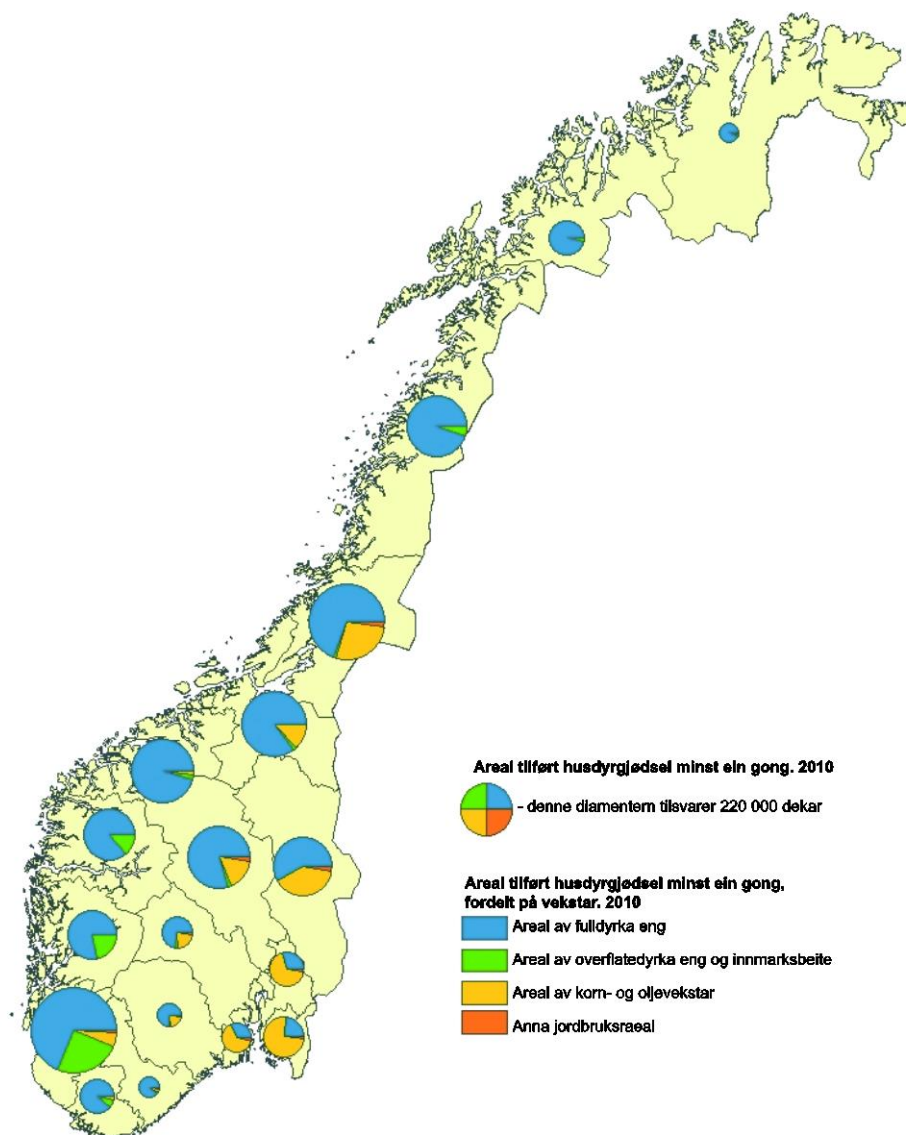 Areal tilført husdyrgjødsel minst ein gong. 2010
- denne diamentern tilsvarer 220 000 dekar
Areal tilført husdyrgjødsel minst ein gong,
fordelt på vekstar. 2010
Areal av fulldyrka eng
Areal av overflatedyrka eng og innmarksbeite
Areal av korn- og oljevekstar
Anna jordbruksraeal